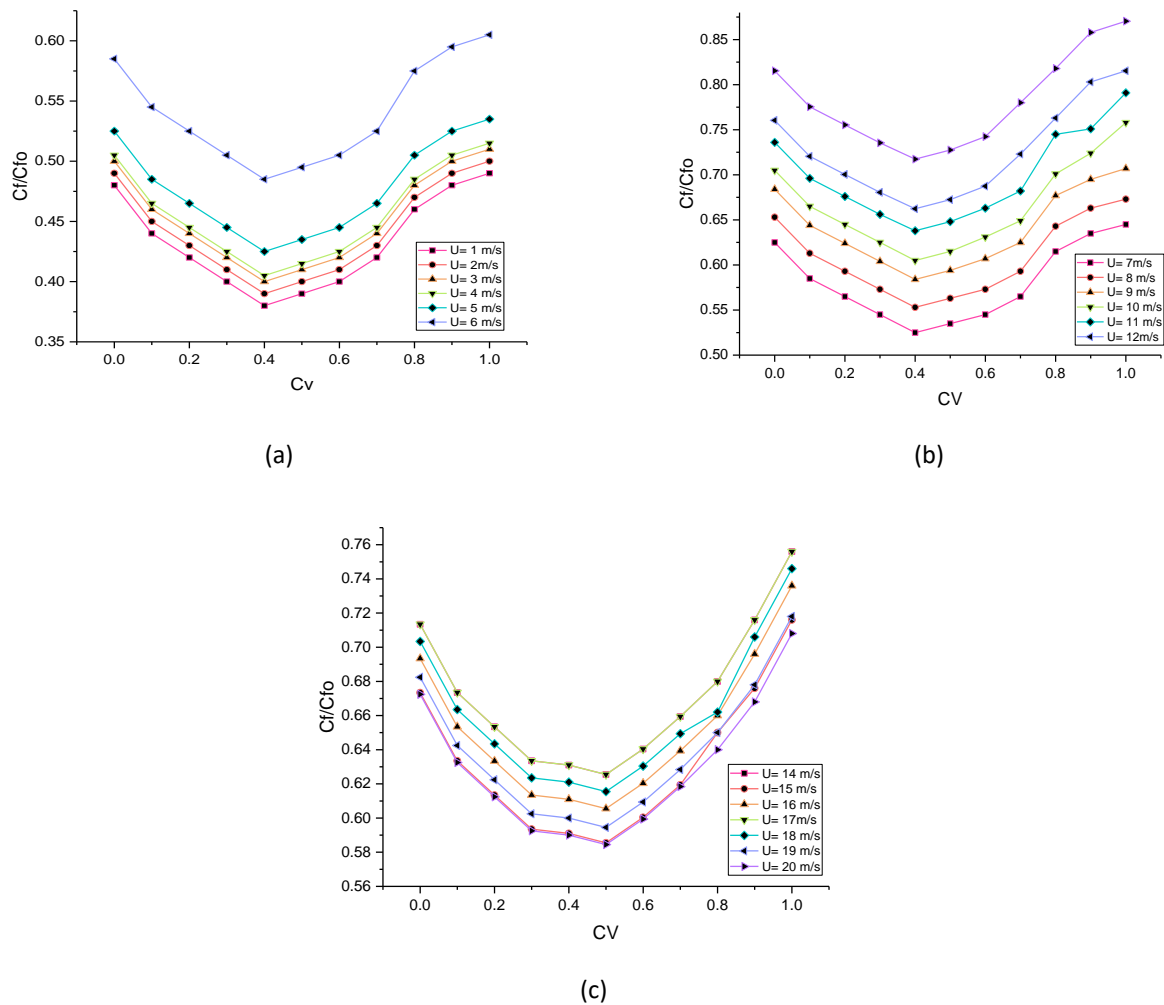 0.60
0.55
0.50
0.45
0.40
0.35
Cf/Cfo
0.0 0.2 0.4 0.6 0.8 1.0
Cv
U= 1 m/s
U= 2m/s
U= 3 m/s
U= 4 m/s
U= 5 m/s
U= 6 m/s
(a)
0.85
0.80
0.75
0.70
0.65
0.60
0.55
0.50
Cf/Cfo
0.0 0.2 0.4 0.6 0.8 1.0
CV
U= 7m/s
U= 8 m/s
U= 9 m/s
U= 10 m/s
U= 11 m/s
U= 12m/s
(b)
0.76
0.74
0.72
0.70
0.68
0.66
0.64
0.62
0.60
0.58
0.56
Cf/Cfo
0.0 0.2 0.4 0.6 0.8 1.0
CV
U= 14 m/s
U=15 m/s
U= 16 m/s
U= 17m/s
U= 18 m/s
U= 19 m/s
U= 20 m/s
(c)